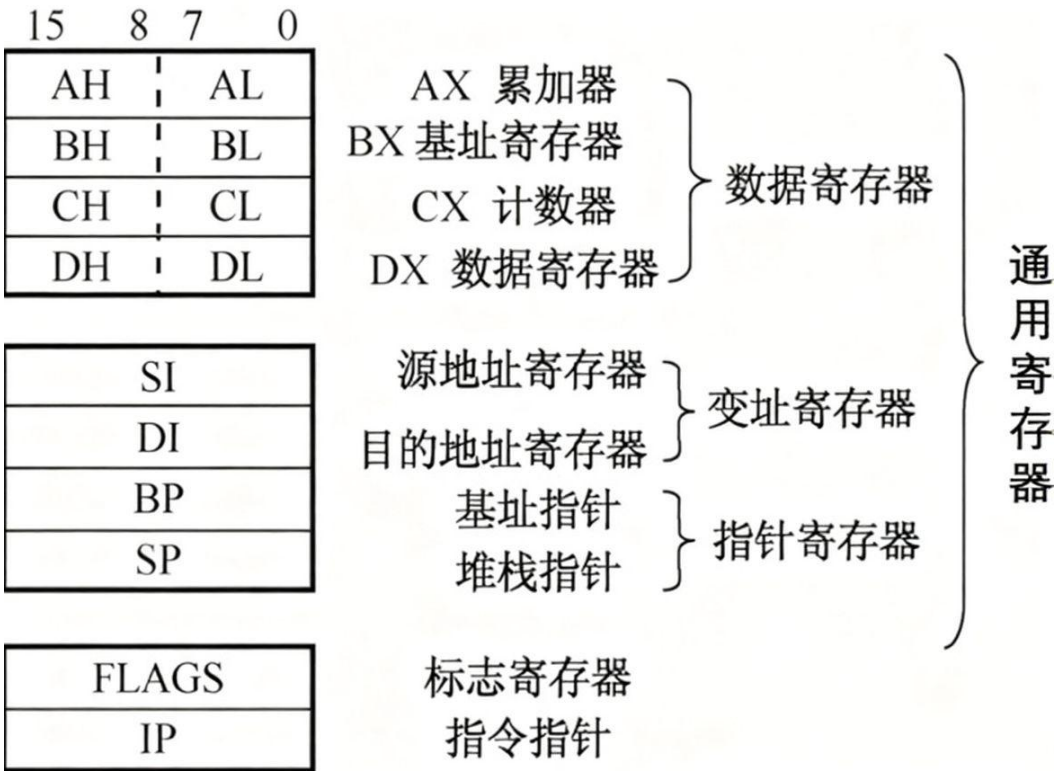 15 8 7 0
AH AL AX 累加器
BH BL BX 基址寄存器
CH CL CX 计数器
DH DL DX 数据寄存器
数据寄存器
SI 源地址寄存器
DI 目的地址寄存器
变址寄存器
BP 基址指针
SP 堆栈指针
指针寄存器
通用寄存器
FLAGS 标志寄存器
IP 指令指针